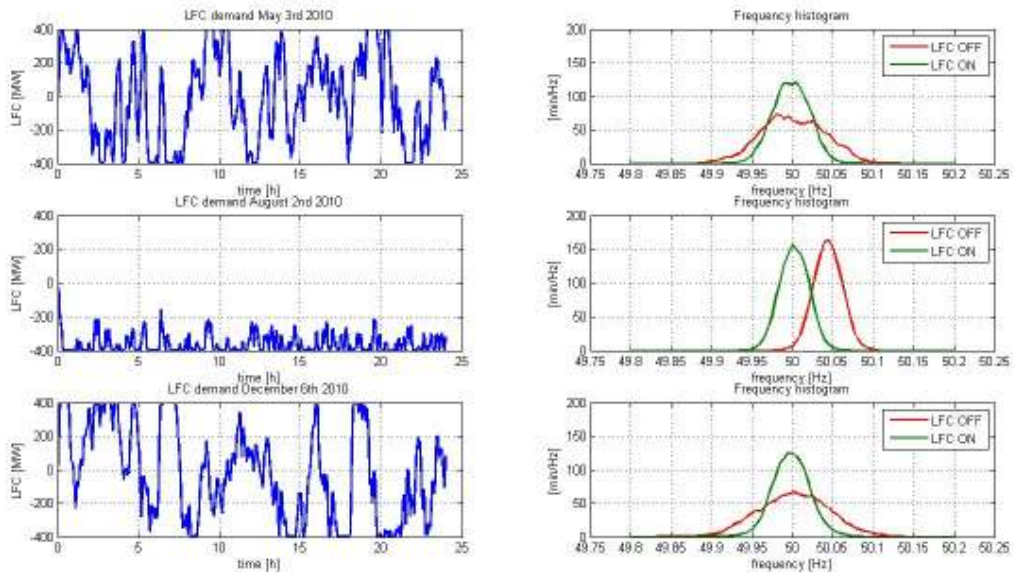 LFC demand May 3rd 2010
400
200
0
-200
-400
LFC [MW]
0 5 10 15 20 25
time [h]
Frequency histogram
200
150
100
50
0
[min/Hz]
LFC OFF
LFC ON
49.75 49.8 49.85 49.9 49.95 50 50.05 50.1 50.15 50.2 50.25
frequency [Hz]
LFC demand August 2nd 2010
400
200
0
-200
-400
LFC [MW]
0 5 10 15 20 25
time [h]
Frequency histogram
200
150
100
50
0
[min/Hz]
LFC OFF
LFC ON
49.75 49.8 49.85 49.9 49.95 50 50.05 50.1 50.15 50.2 50.25
frequency [Hz]
LFC demand December 6th 2010
400
200
0
-200
-400
LFC [MW]
0 5 10 15 20 25
time [h]
Frequency histogram
200
150
100
50
0
[min/Hz]
LFC OFF
LFC ON
49.75 49.8 49.85 49.9 49.95 50 50.05 50.1 50.15 50.2 50.25
frequency [Hz]